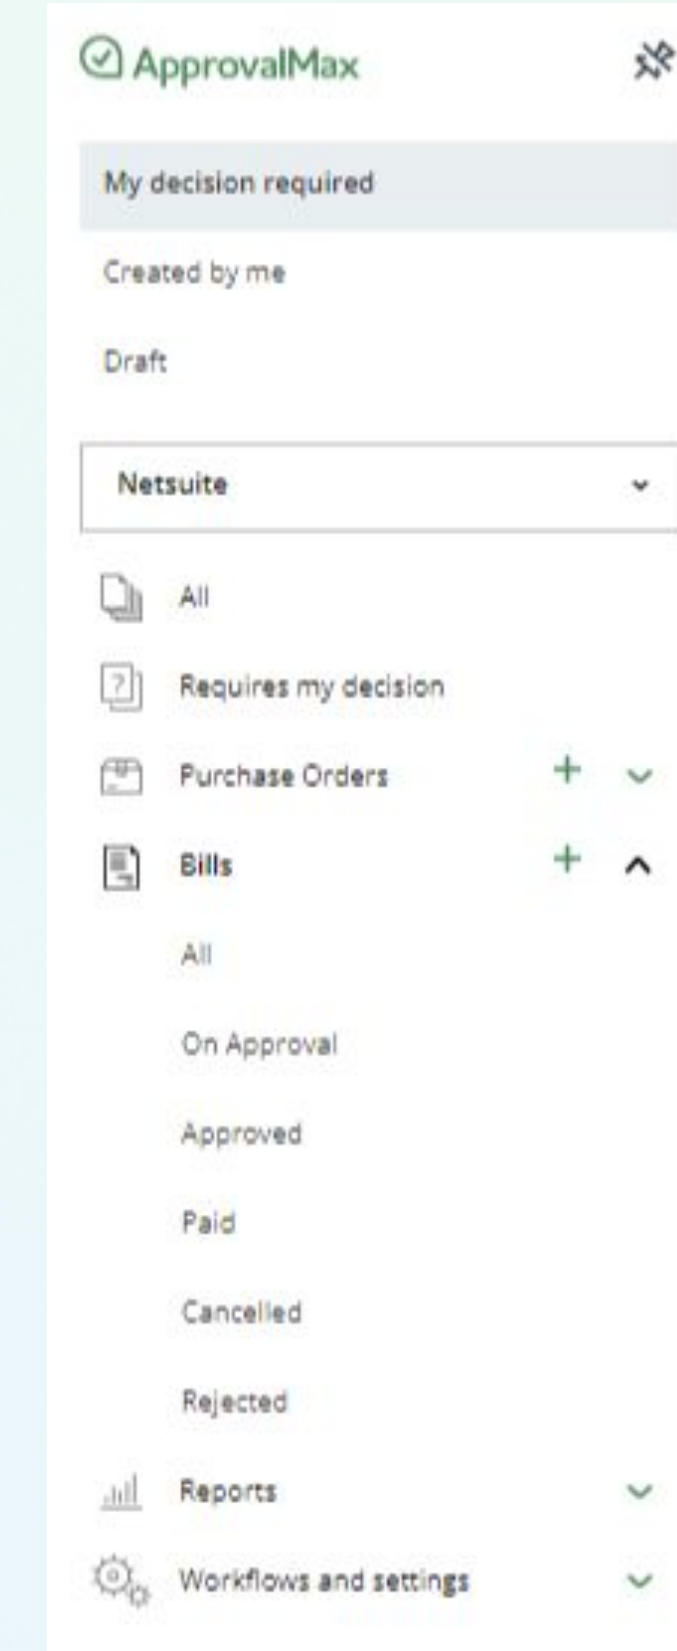 ApprovalMax
My decision required
Created by me
Draft
Netsuite
All
Requires my decision
Purchase Orders
Bills
All
On Approval
Approved
Paid
Cancelled
Rejected
Reports
Workflows and settings